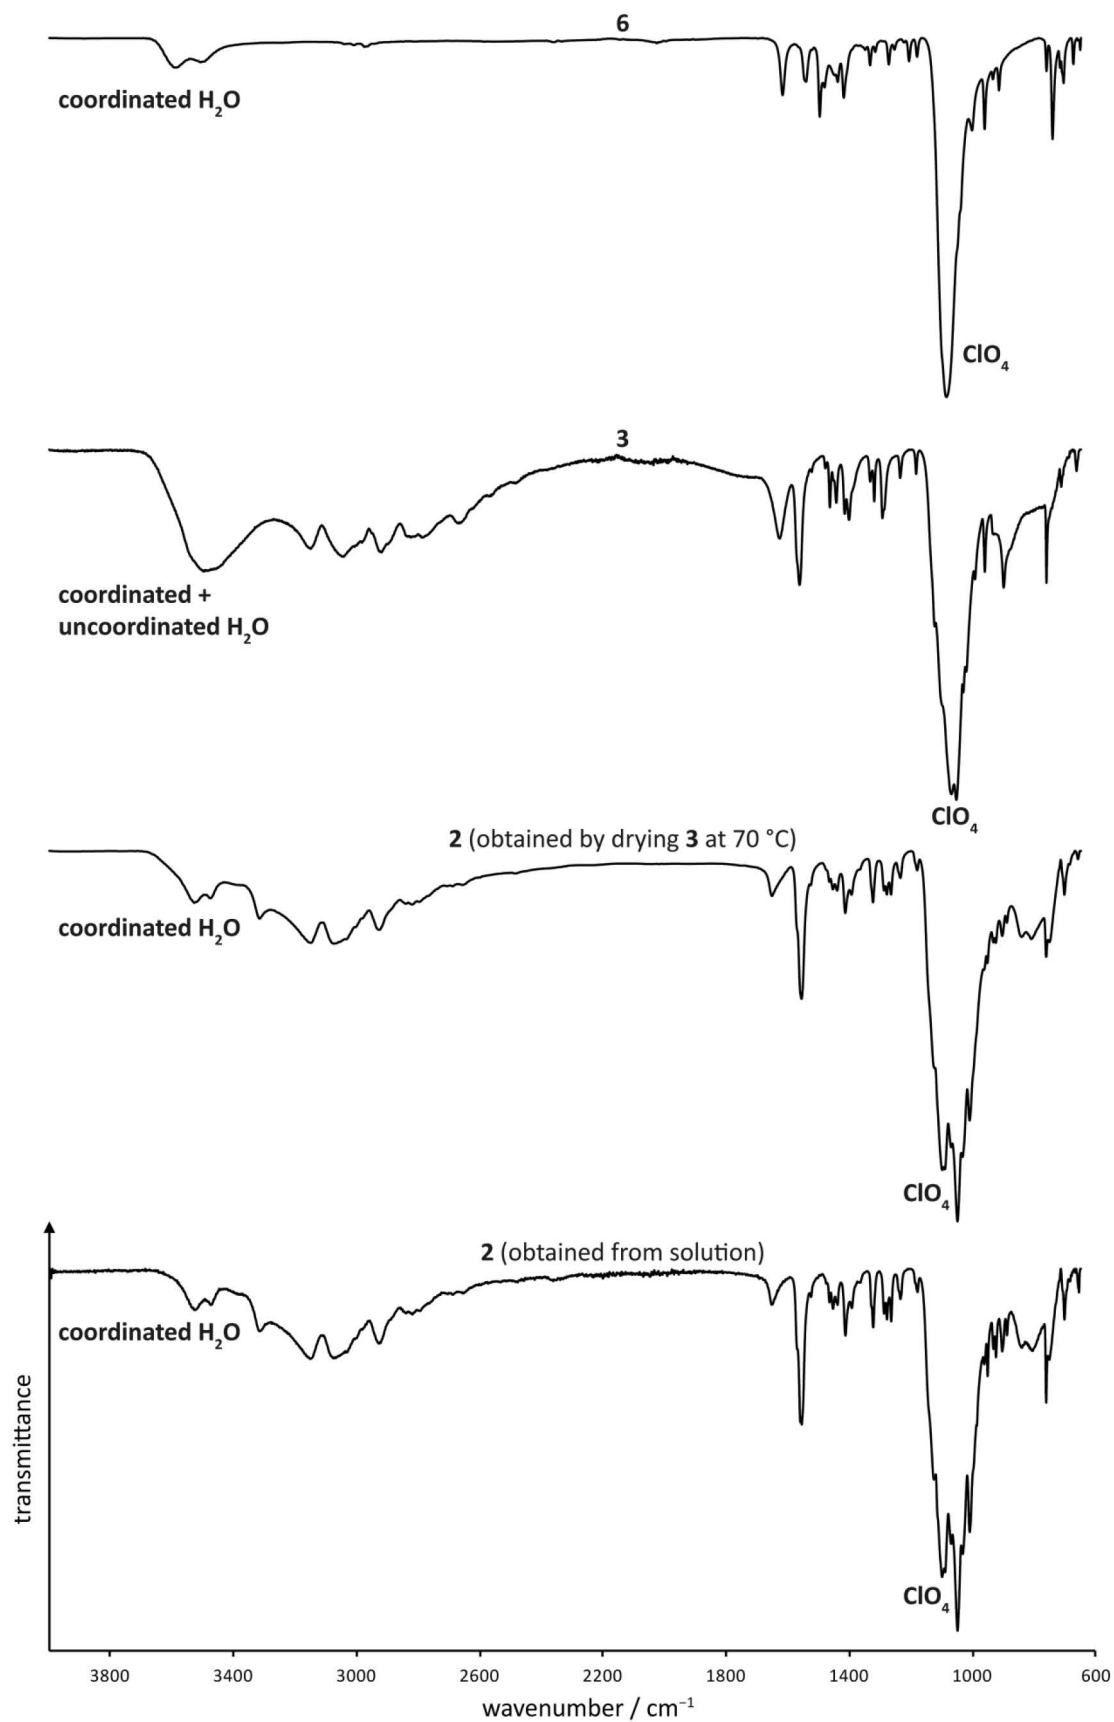 6
coordinated H₂O
ClO₄
3
coordinated +
uncoordinated H₂O
ClO₄
2 (obtained by drying 3 at 70 °C)
coordinated H₂O
ClO₄
2 (obtained from solution)
coordinated H₂O
ClO₄
transmittance
3800 3400 3000 2600 2200 1800 1400 1000 600
wavenumber / cm⁻¹